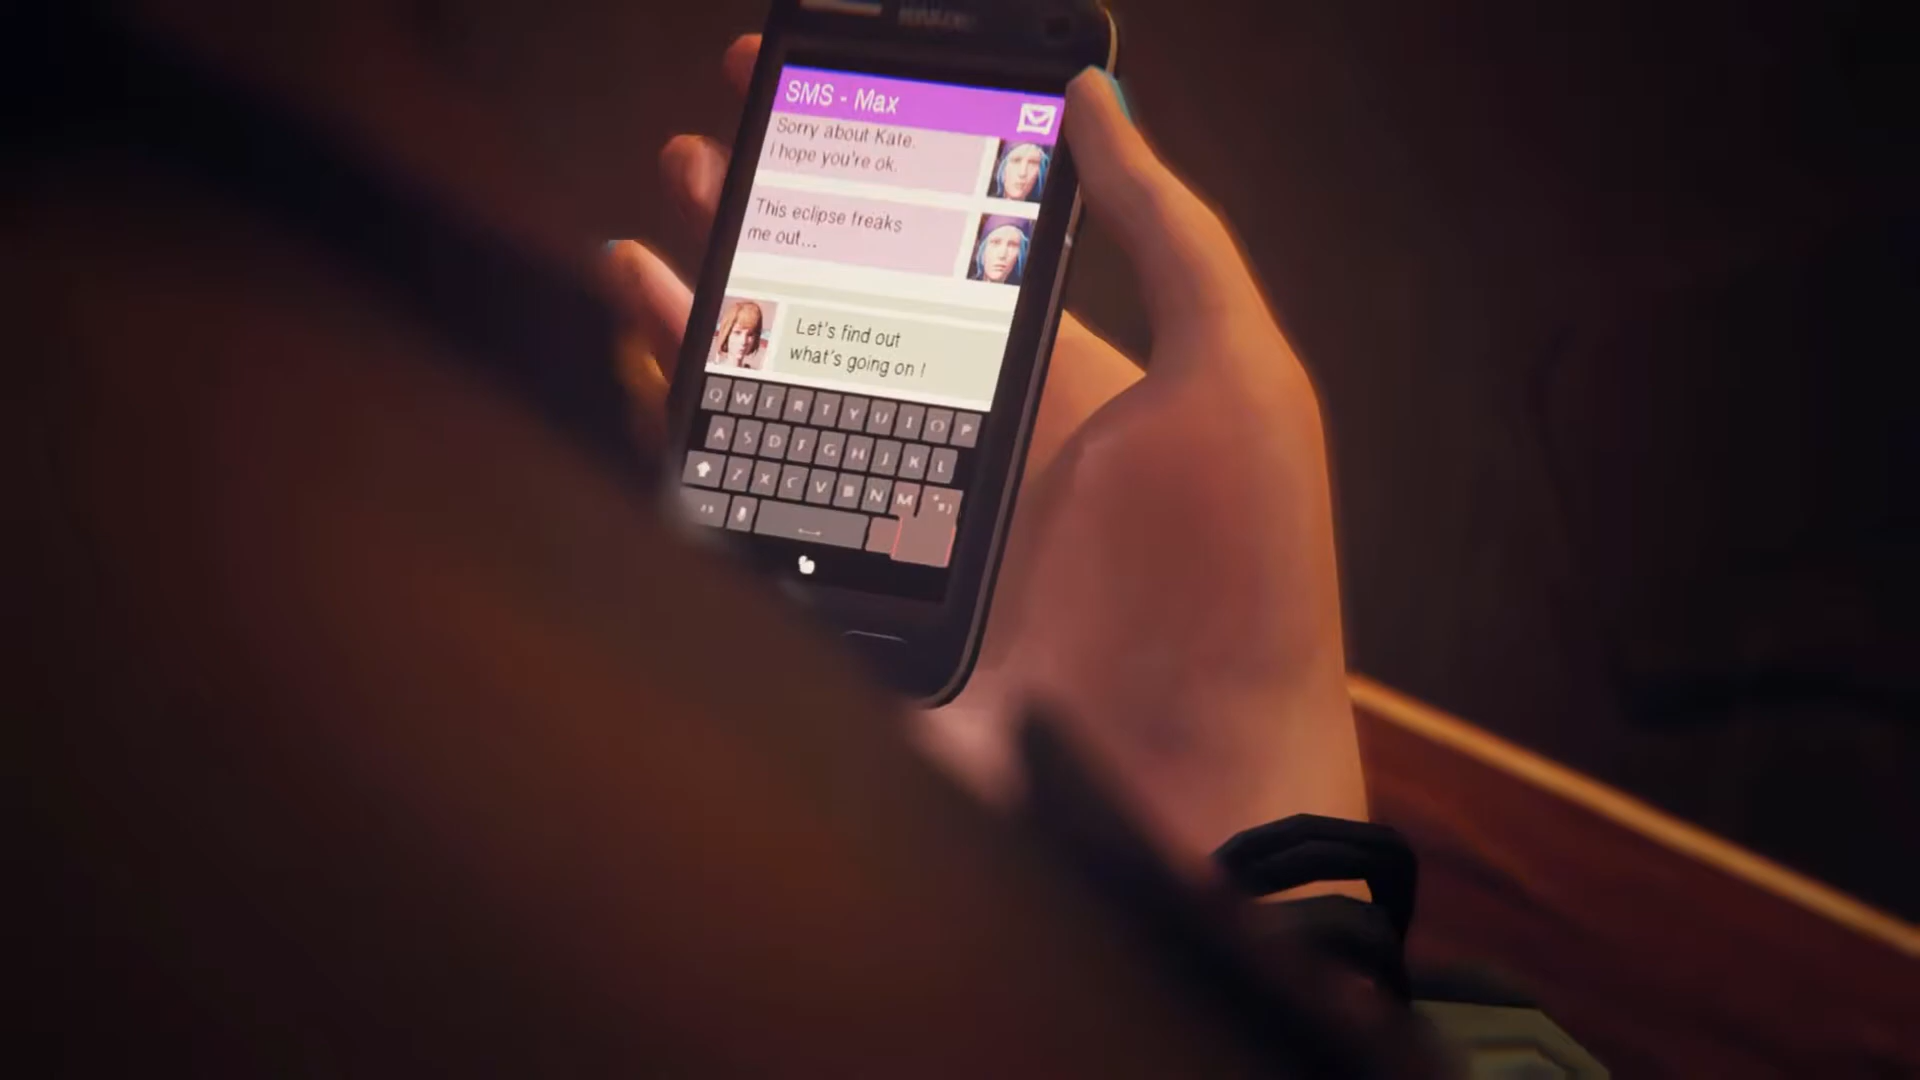 SMS - Max
Sorry about Kate.
I hope you're ok.
This eclipse freaks
me out...
Let's find out
what's going on !
Q W E R T Y U I O P
A S D F G H J K L
Z X C V B N M